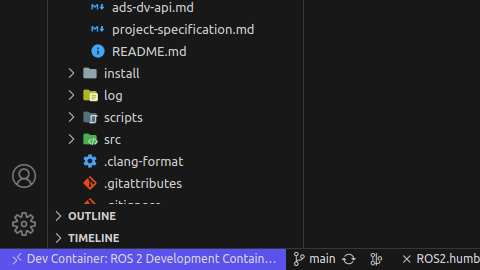 ads-dv-api.md
project-specification.md
README.md
install
log
scripts
src
.clang-format
.gitattributes
.gitignore
OUTLINE
TIMELINE
Dev Container: ROS 2 Development Contain... main ROS2.humb